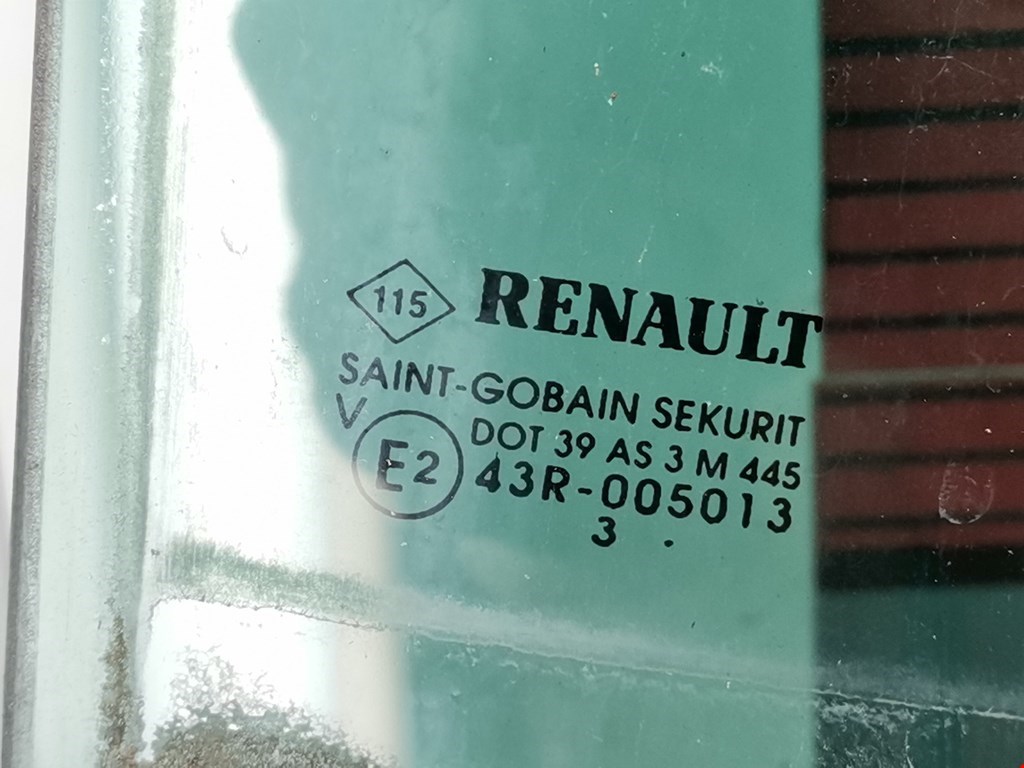 115 RENAULT
SAINT-GOBAIN SEKURIT
V DOT 39 AS 3 M 445
E2 43R-005013
3 .